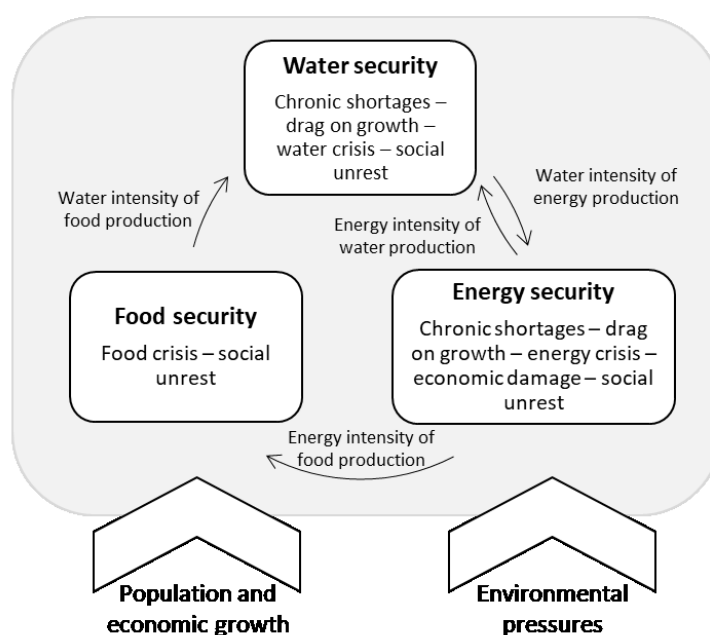 Water security
Chronic shortages –
drag on growth –
water crisis – social
unrest
Water intensity of
food production
Water intensity of
energy production
Energy intensity of
water production
Food security
Food crisis – social
unrest
Energy security
Chronic shortages – drag
on growth – energy crisis –
economic damage – social
unrest
Energy intensity of
food production
Population and
economic growth
Environmental
pressures